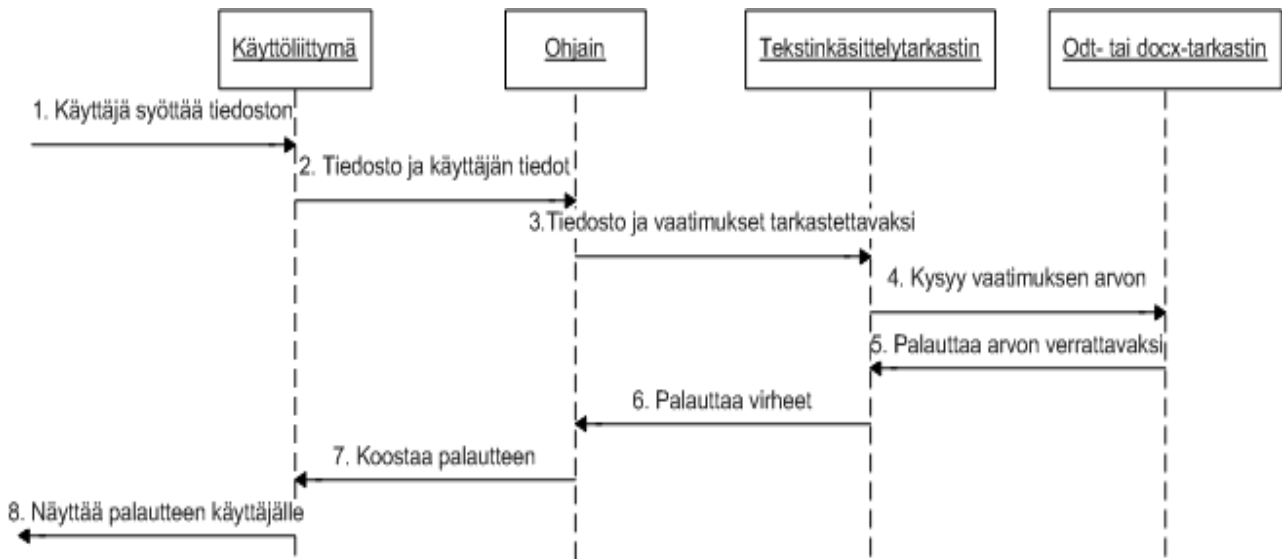 Käyttöliittymä
Ohjain
Tekstinkäsittelytarkastin
Odt- tai docx-tarkastin
1. Käyttäjä syöttää tiedoston
2. Tiedosto ja käyttäjän tiedot
3.Tiedosto ja vaatimukset tarkastettavaksi
4. Kysyy vaatimuksen arvon
5. Palauttaa arvon verrattavaksi
6. Palauttaa virheet
7. Koostaa palautteen
8. Näyttää palautteen käyttäjälle